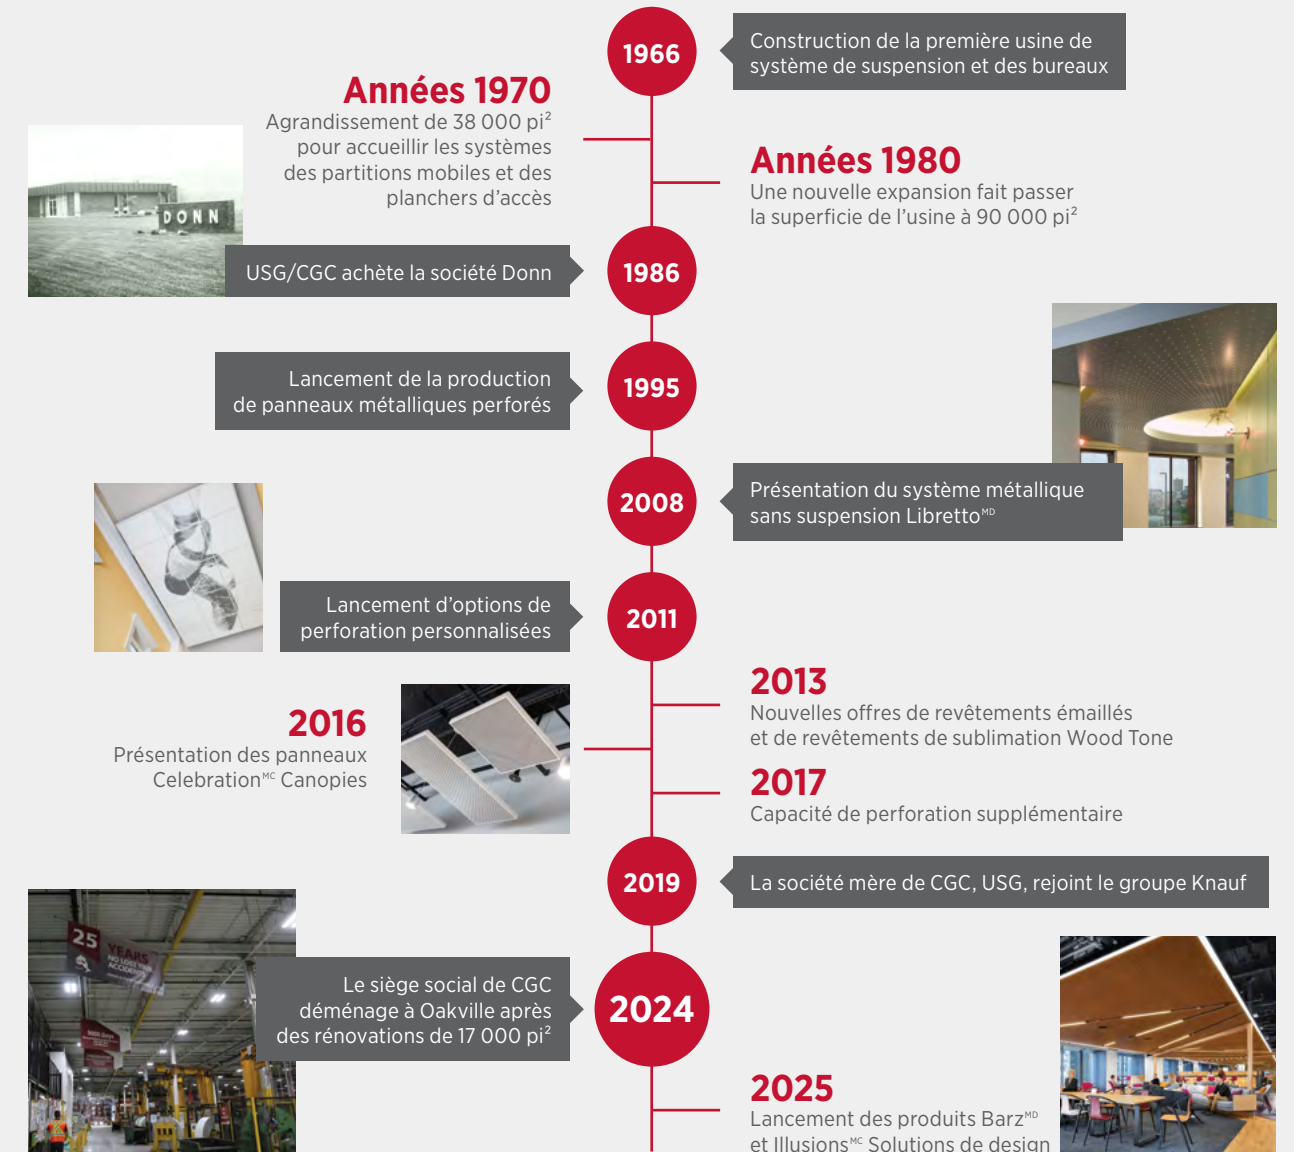 1966
Construction de la première usine de
système de suspension et des bureaux
Années 1970
Agrandissement de 38 000 pi²
pour accueillir les systèmes
des partitions mobiles et des
planchers d’accès
Années 1980
Une nouvelle expansion fait passer
la superficie de l’usine à 90 000 pi²
DONN
USG/CGC achète la société Donn
1986
Lancement de la production
de panneaux métalliques perforés
1995
2008
Présentation du système métallique
sans suspension Libretto ᴹᴰ
Lancement d’options de
perforation personnalisées
2011
2013
Nouvelles offres de revêtements émaillés
et de revêtements de sublimation Wood Tone
2016
Présentation des panneaux
Celebration ᴹC Canopies
2017
Capacité de perforation supplémentaire
2019
La société mère de CGC, USG, rejoint le groupe Knauf
25
YEARS
NO LOST TIME
ACCIDENTS
Le siège social de CGC
déménage à Oakville après
des rénovations de 17 000 pi²
2024
2025
Lancement des produits Barz ᴹᴰ
et Illusions ᴹC Solutions de design